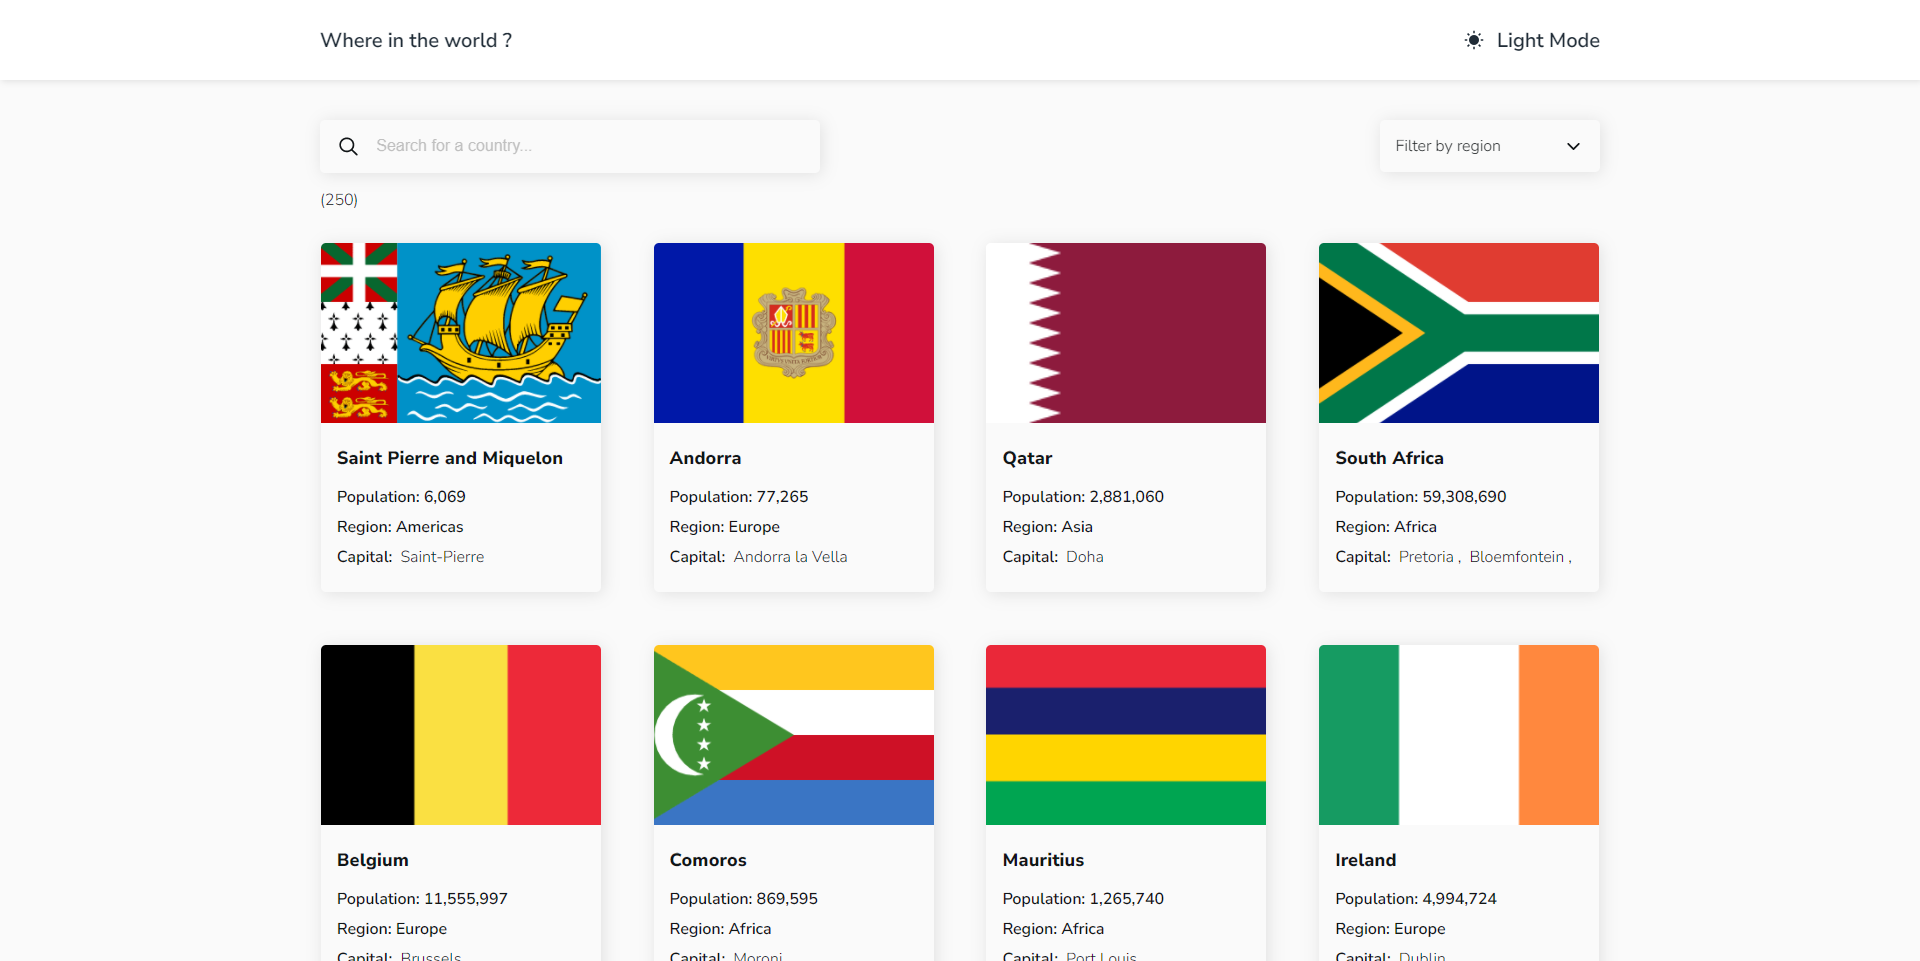 Where in the world ?
Light Mode
Search for a country...
Filter by region
(250)
Saint Pierre and Miquelon
Population: 6,069
Region: Americas
Capital: Saint-Pierre
Andorra
Population: 77,265
Region: Europe
Capital: Andorra la Vella
Qatar
Population: 2,881,060
Region: Asia
Capital: Doha
South Africa
Population: 59,308,690
Region: Africa
Capital: Pretoria , Bloemfontein ,
Belgium
Population: 11,555,997
Region: Europe
Capital: Brussels
Comoros
Population: 869,595
Region: Africa
Capital: Moroni
Mauritius
Population: 1,265,740
Region: Africa
Capital: Port Louis
Ireland
Population: 4,994,724
Region: Europe
Capital: Dublin